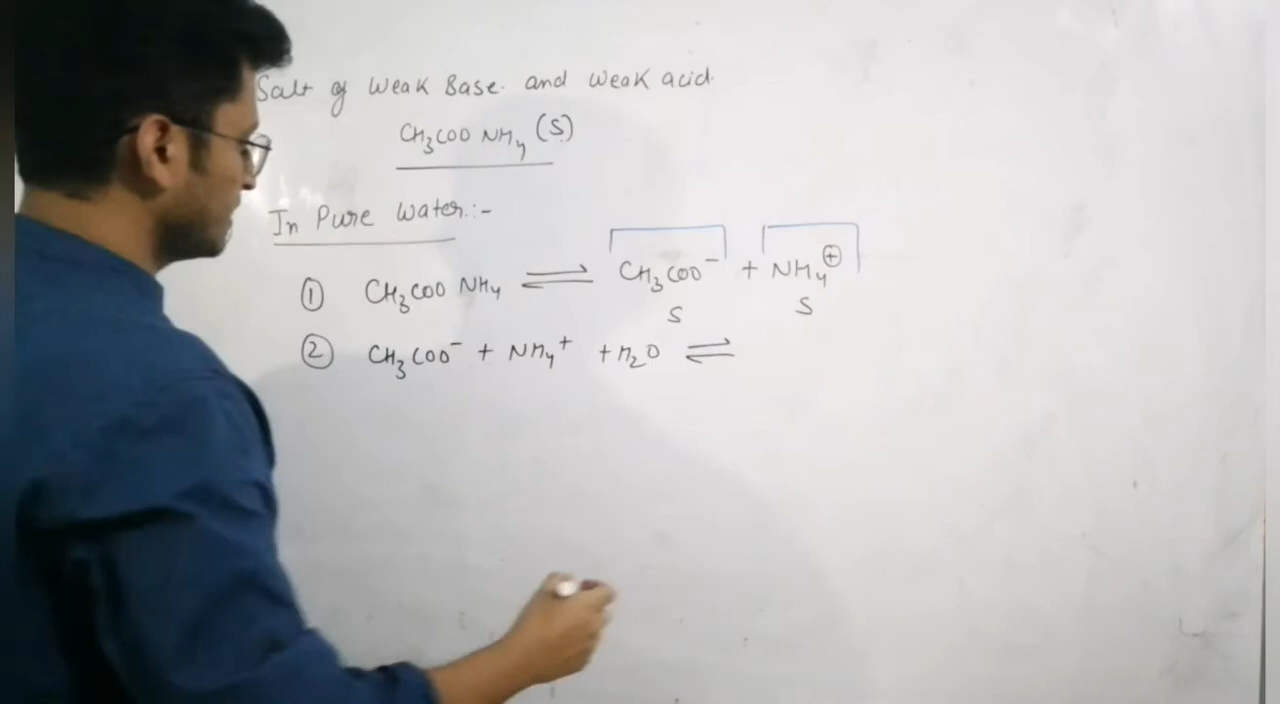 Salt of Weak Base. and Weak acid.
CH₃COO NH₄ (S)
In Pure Water:-
① CH₃COO NH₄ ⇌ CH₃COO⁻ + NH₄⊕
S S
② CH₃COO⁻ + NH₄⁺ + H₂O ⇌